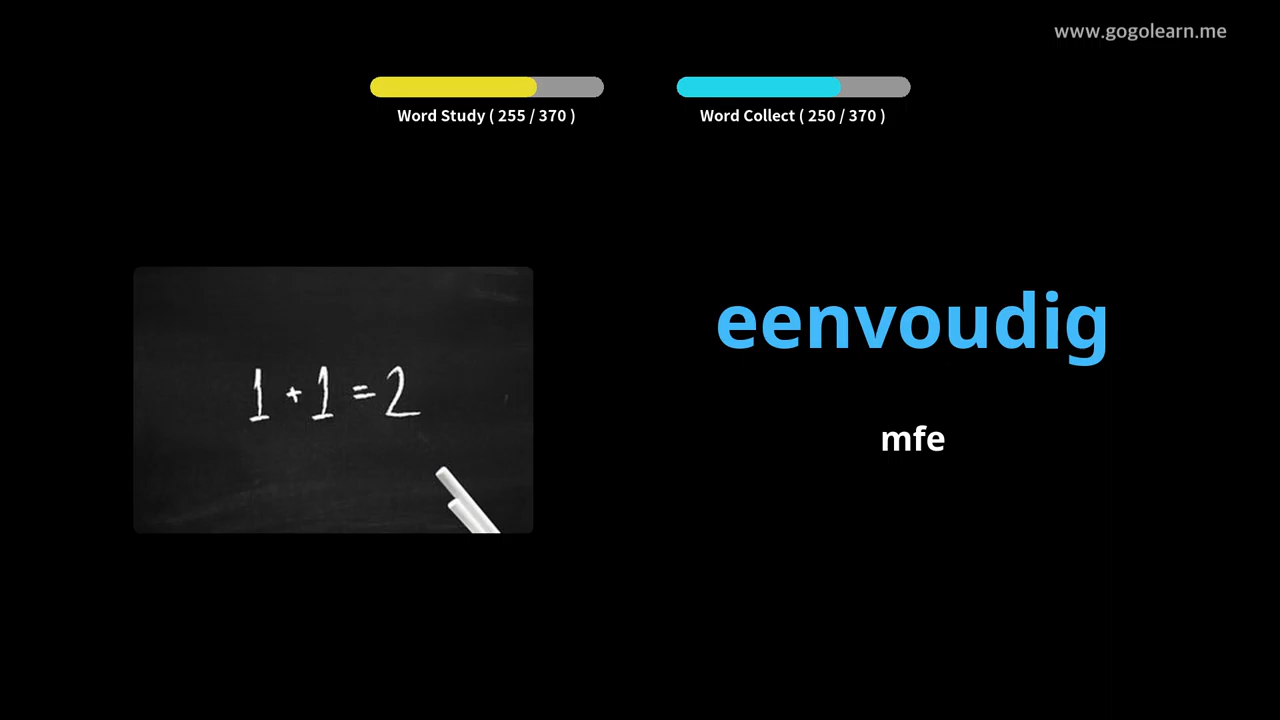 www.gogolearn.me
Word Study ( 255 / 370 )
Word Collect ( 250 / 370 )
1 + 1 = 2
eenvoudig
mfe